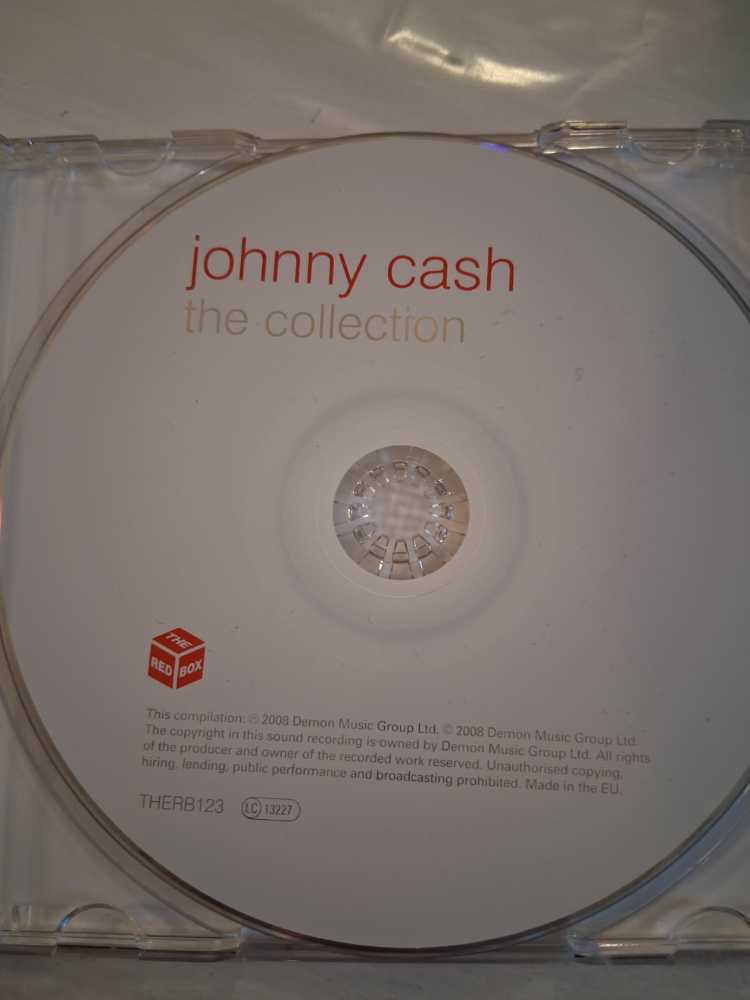 johnny cash
the collection
THE
RED BOX
This compilation: ℗ 2008 Demon Music Group Ltd. © 2008 Demon Music Group Ltd.
The copyright in this sound recording is owned by Demon Music Group Ltd. All rights
of the producer and owner of the recorded work reserved. Unauthorised copying,
hiring, lending, public performance and broadcasting prohibited. Made in the EU.
THERB123 LC 13227